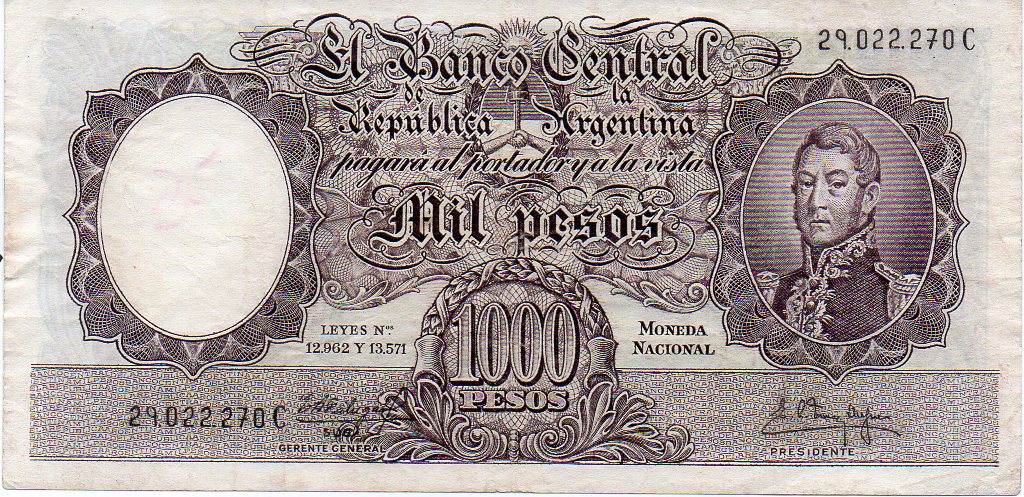 29.022.270 C
El Banco Central
de la
República Argentina
pagará al portador y a la vista
Mil pesos
LEYES Nos
12.962 Y 13.571
MONEDA
NACIONAL
1000
PESOS
29.022.270 C
GERENTE GENERAL
PRESIDENTE